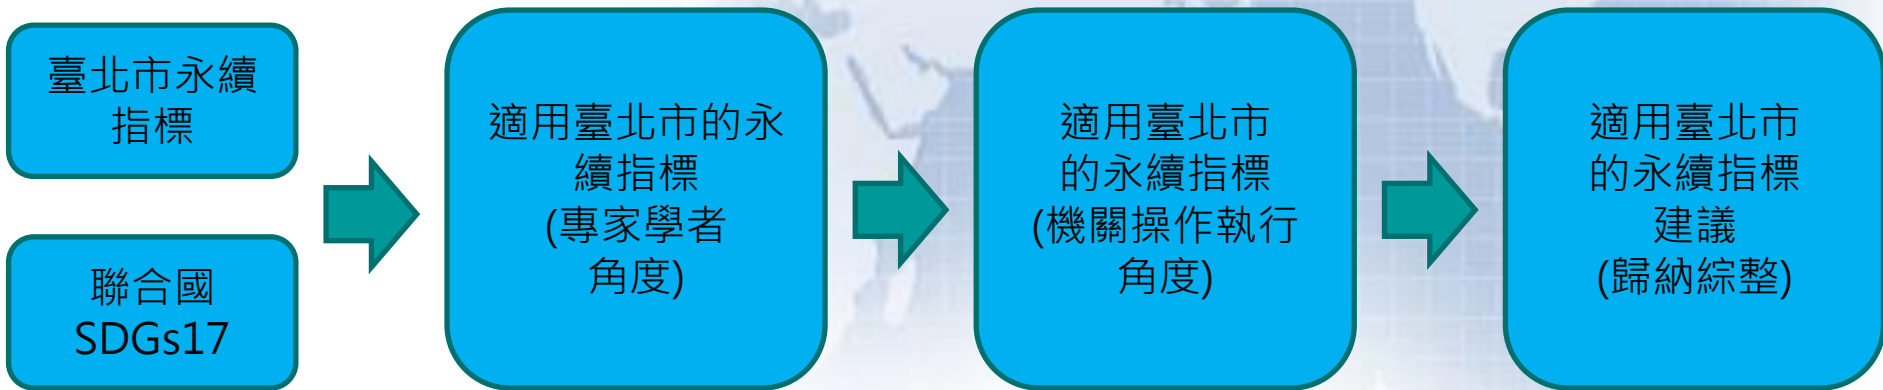 臺北市永續
指標
聯合國
SDGs17
適用臺北市的永
續指標
(專家學者
角度)
適用臺北市
的永續指標
(機關操作執行
角度)
適用臺北市
的永續指標
建議
(歸納綜整)